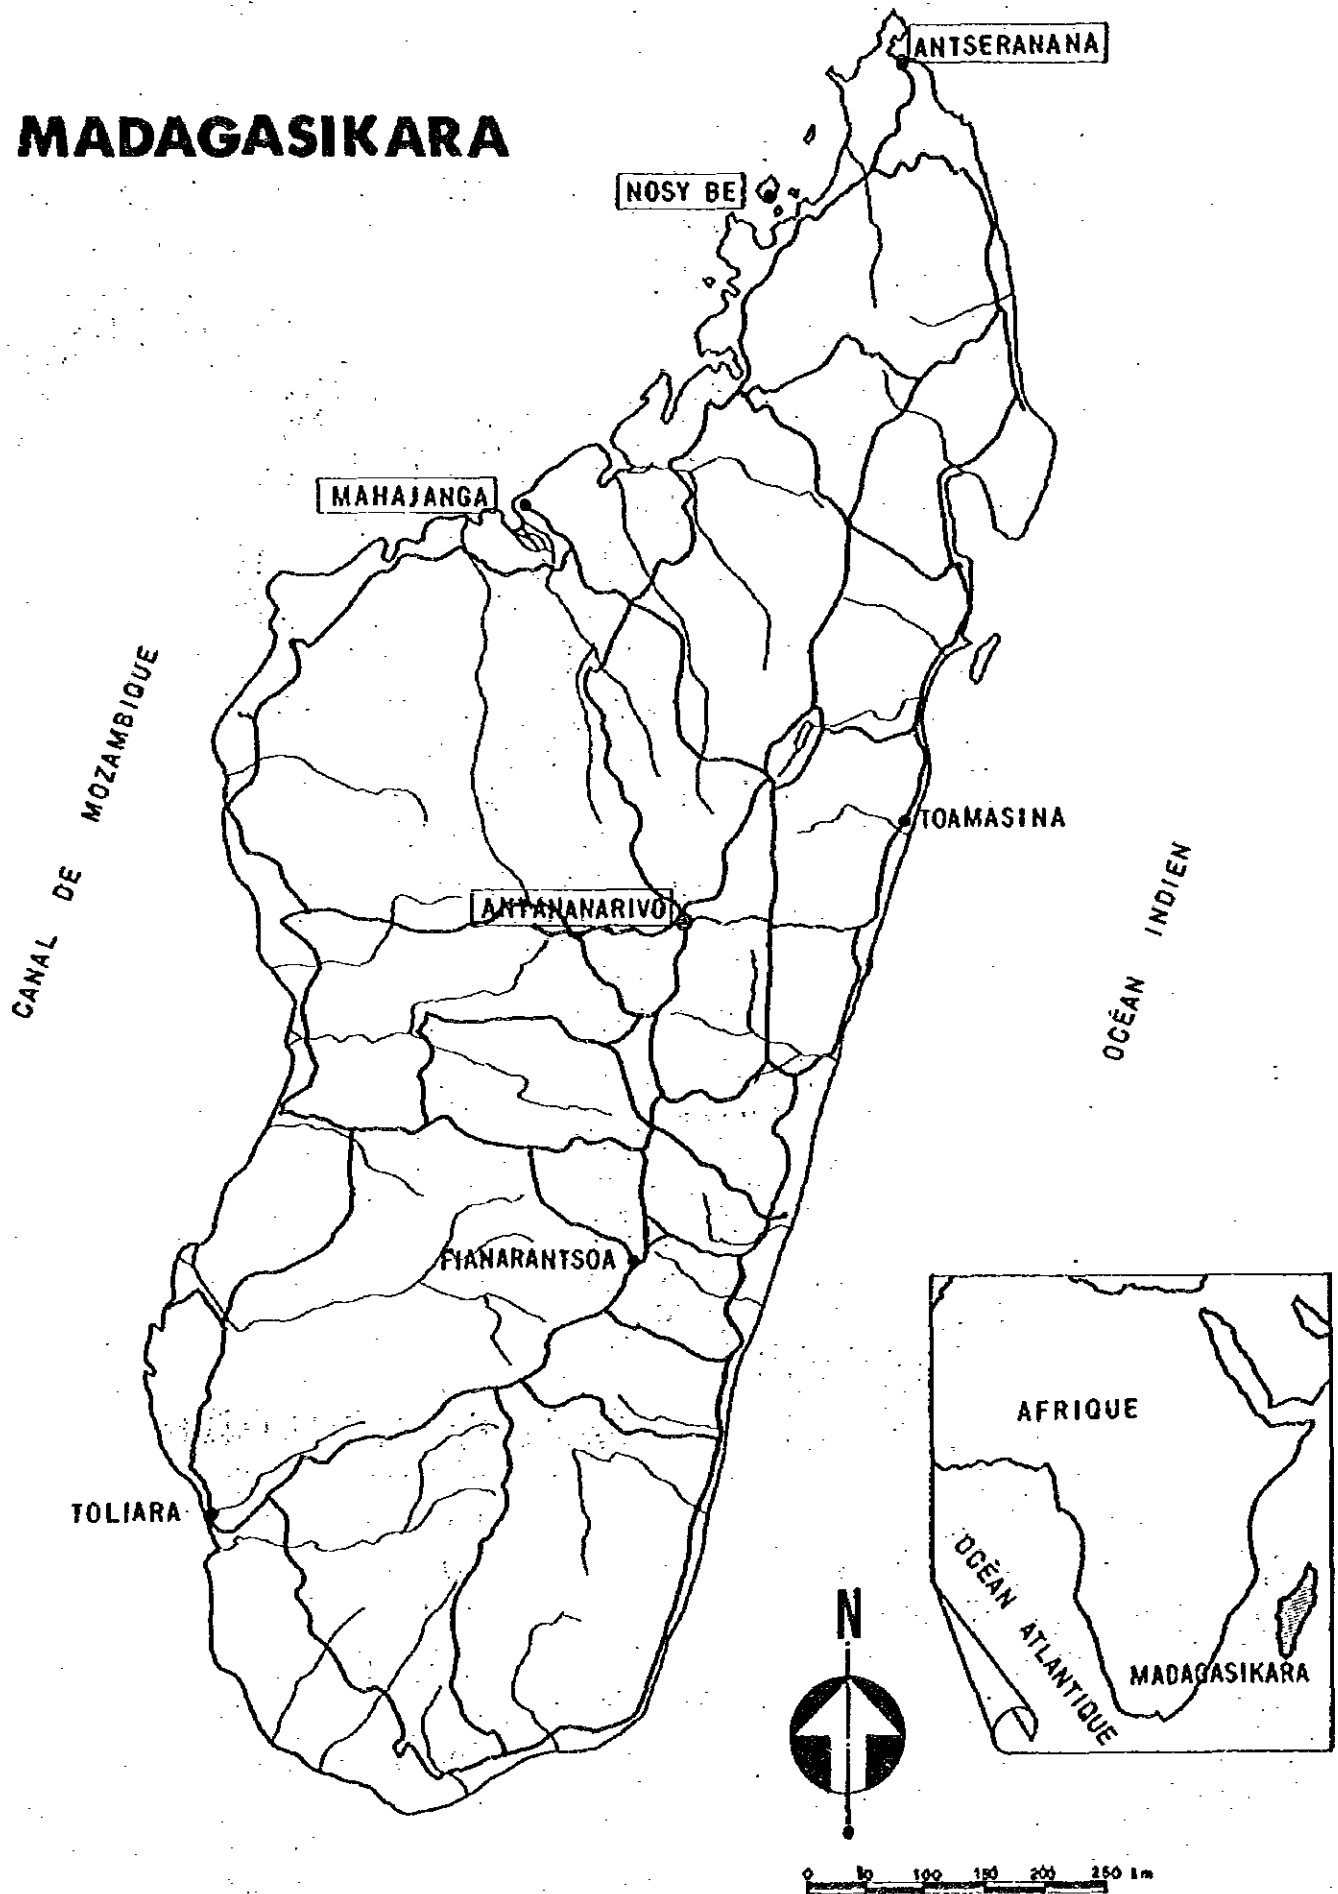 ANTSERANANA
MADAGASIKARA
NOSY BE
MAHAJANGA
CANAL DE MOZAMBIQUE
TOAMASINA
ANTANANARIVO
OCÉAN INDIEN
FIANARANTSOA
AFRIQUE
TOLIARA
OCÉAN ATLANTIQUE
MADAGASIKARA
N
0 50 100 150 200 250 km